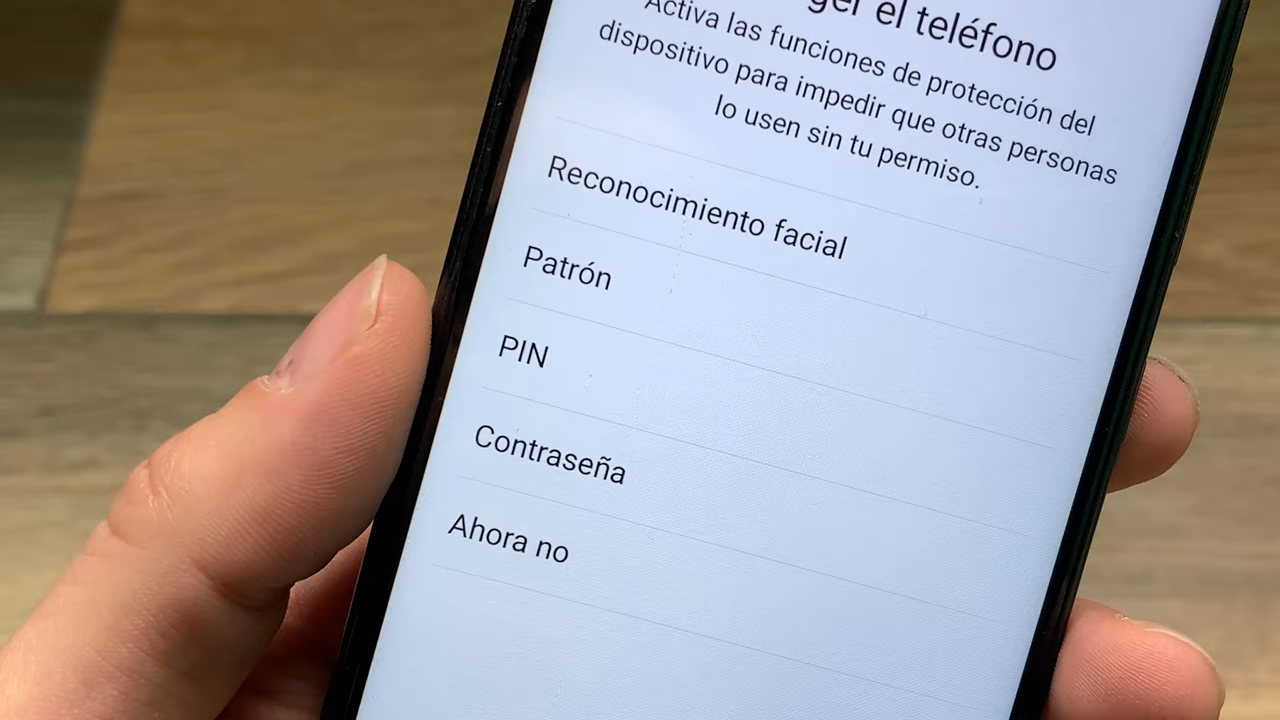 el teléfono
Activa las funciones de protección del
dispositivo para impedir que otras personas
lo usen sin tu permiso.
Reconocimiento facial
Patrón
PIN
Contraseña
Ahora no